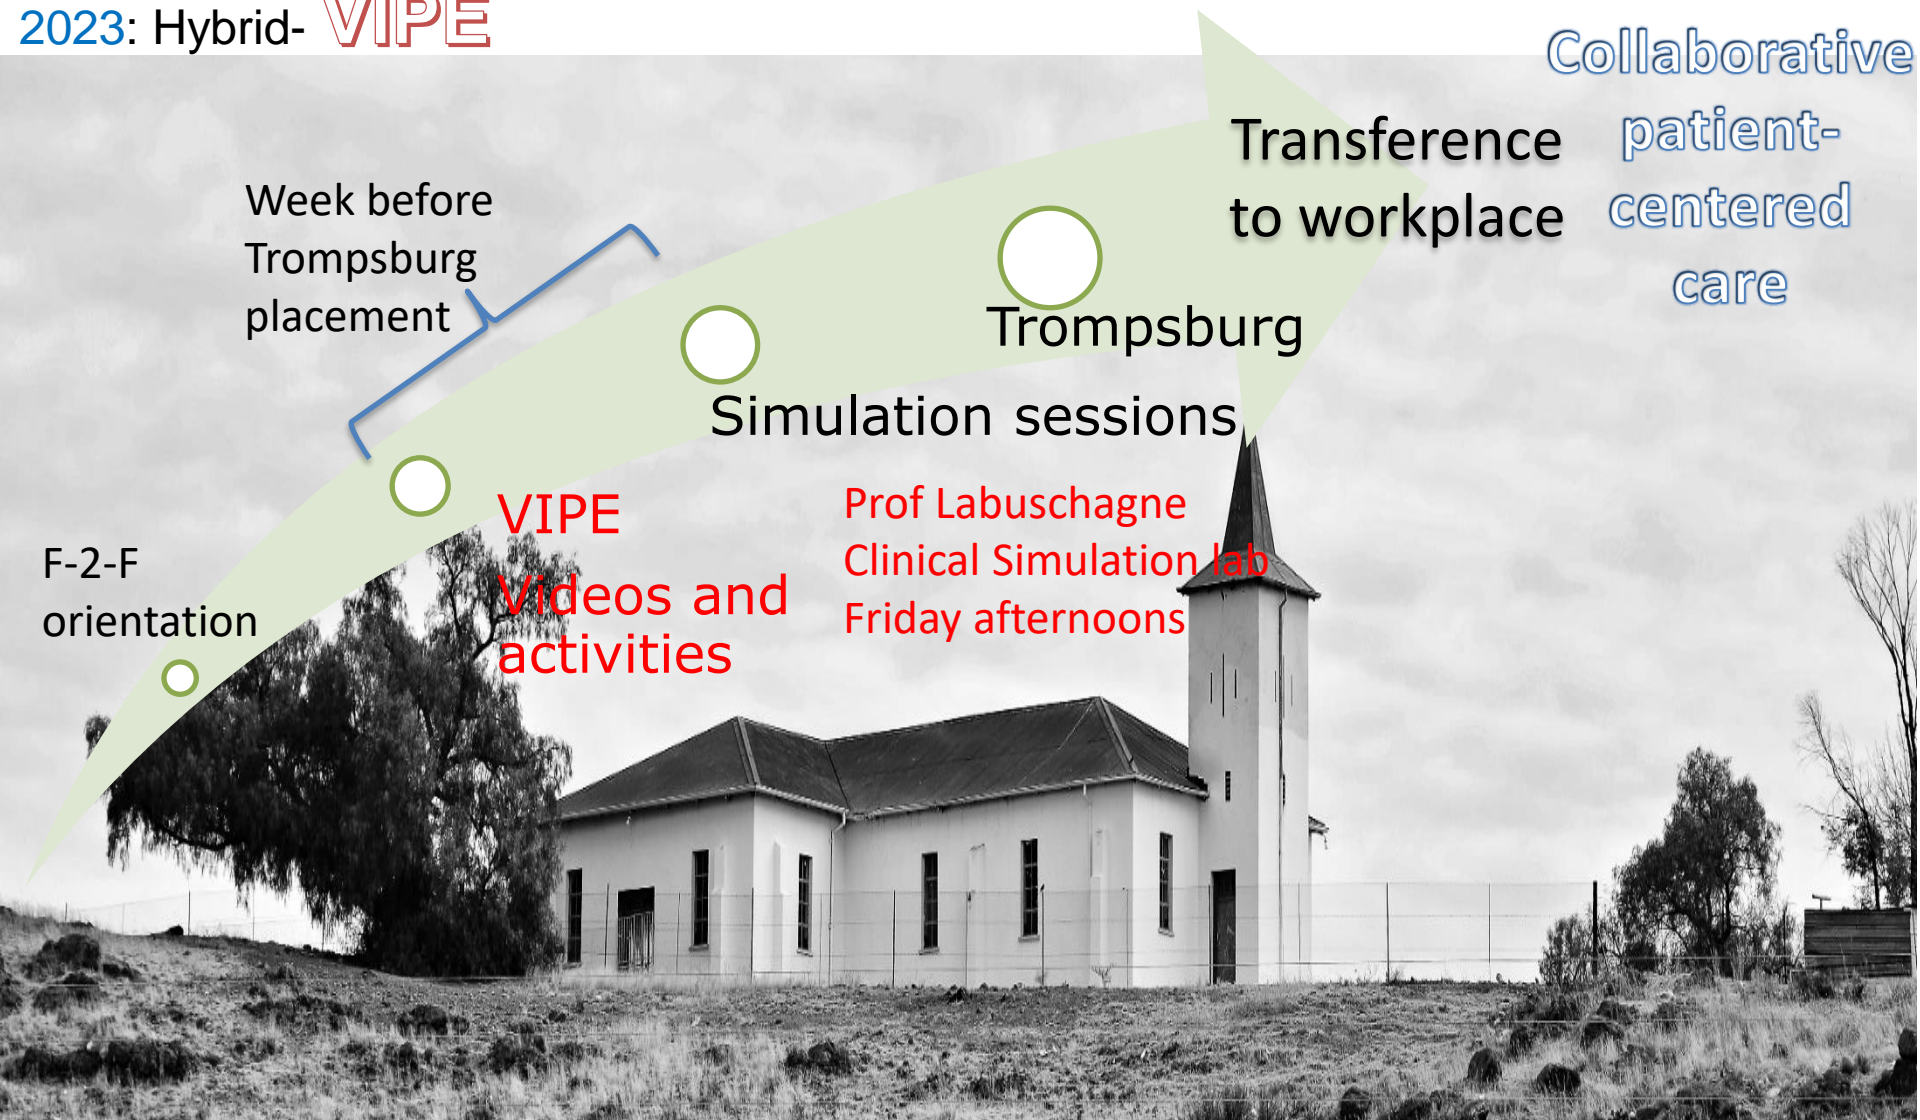 2023: Hybrid- VIPE
Collaborative
patient-
centered
care
Transference
to workplace
Week before
Trompsburg
placement
Trompsburg
Simulation sessions
VIPE
Videos and
activities
Prof Labuschagne
Clinical Simulation lab
Friday afternoons
F-2-F
orientation